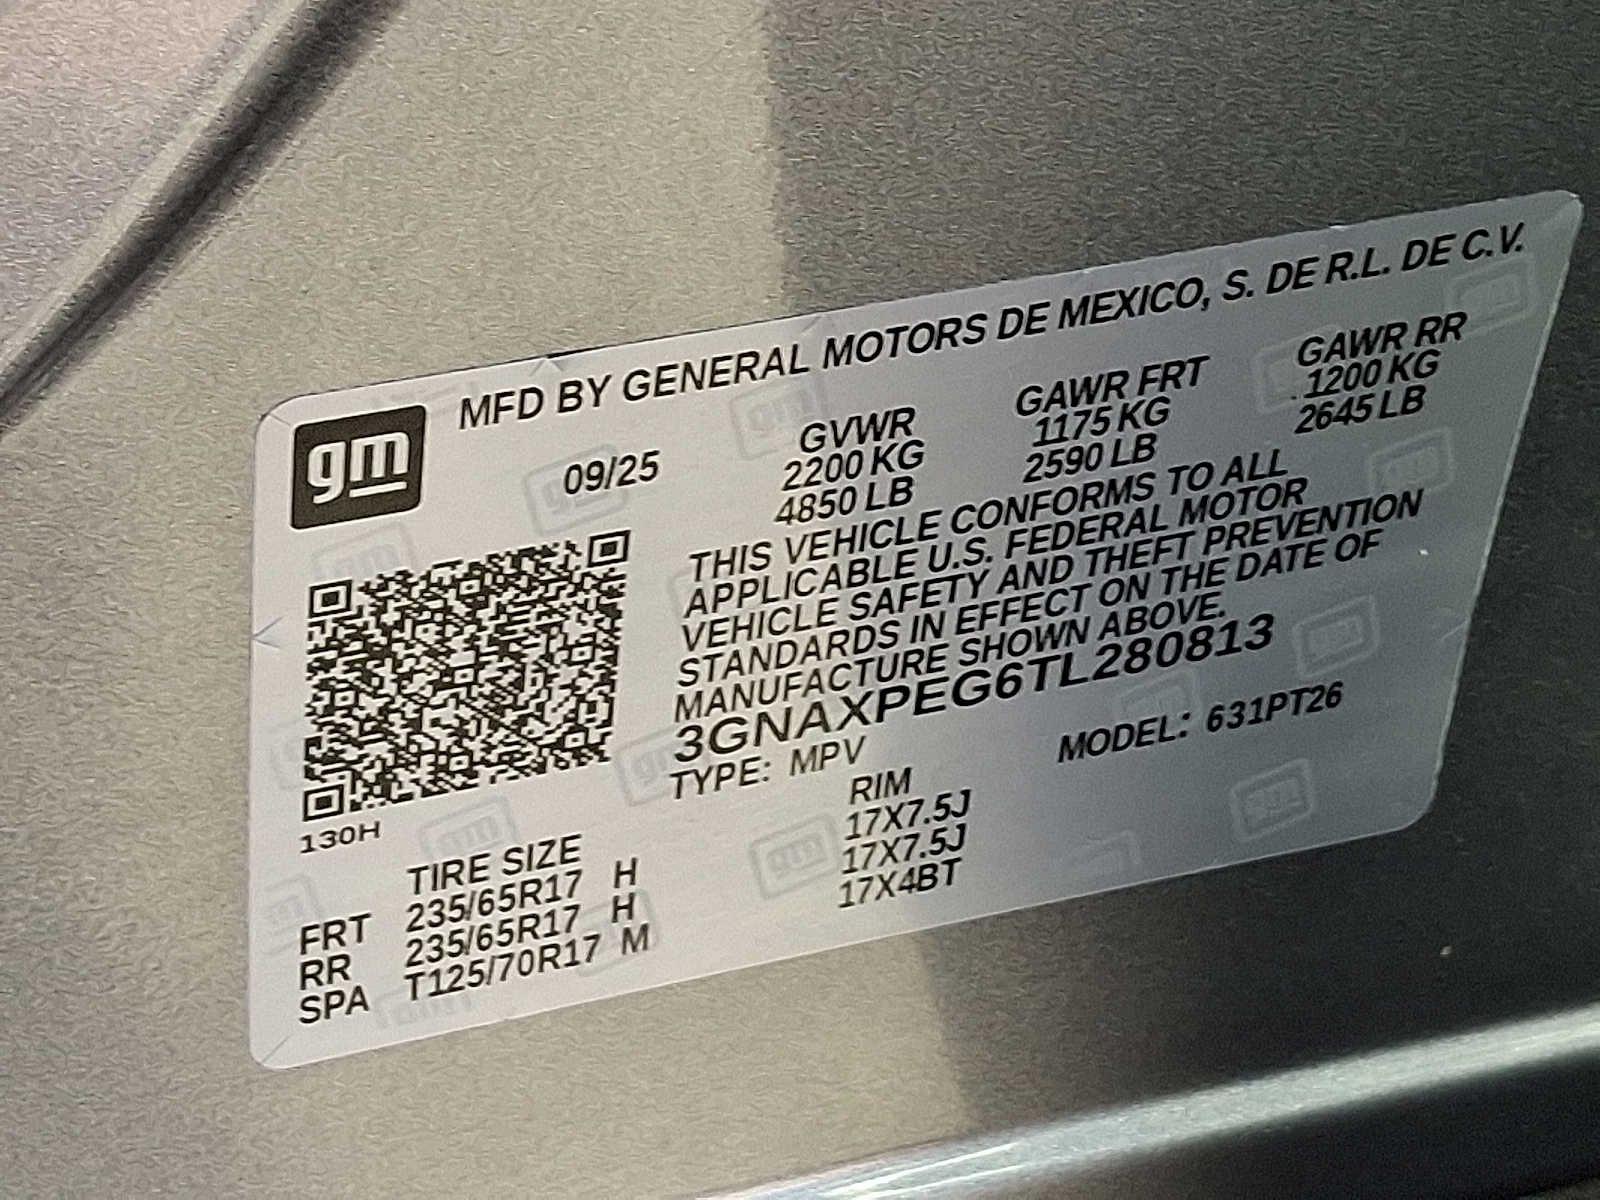 gm
MFD BY GENERAL MOTORS DE MEXICO, S. DE R.L. DE C.V.
09/25 GVWR GAWR FRT GAWR RR
2200 KG 1175 KG 1200 KG
4850 LB 2590 LB 2645 LB
THIS VEHICLE CONFORMS TO ALL
APPLICABLE U.S. FEDERAL MOTOR
VEHICLE SAFETY AND THEFT PREVENTION
STANDARDS IN EFFECT ON THE DATE OF
MANUFACTURE SHOWN ABOVE.
3GNAXPEG6TL280813
TYPE: MPV MODEL: 631PT26
130H
TIRE SIZE RIM
FRT 235/65R17 H 17X7.5J
RR 235/65R17 H 17X7.5J
SPA T125/70R17 M 17X4BT